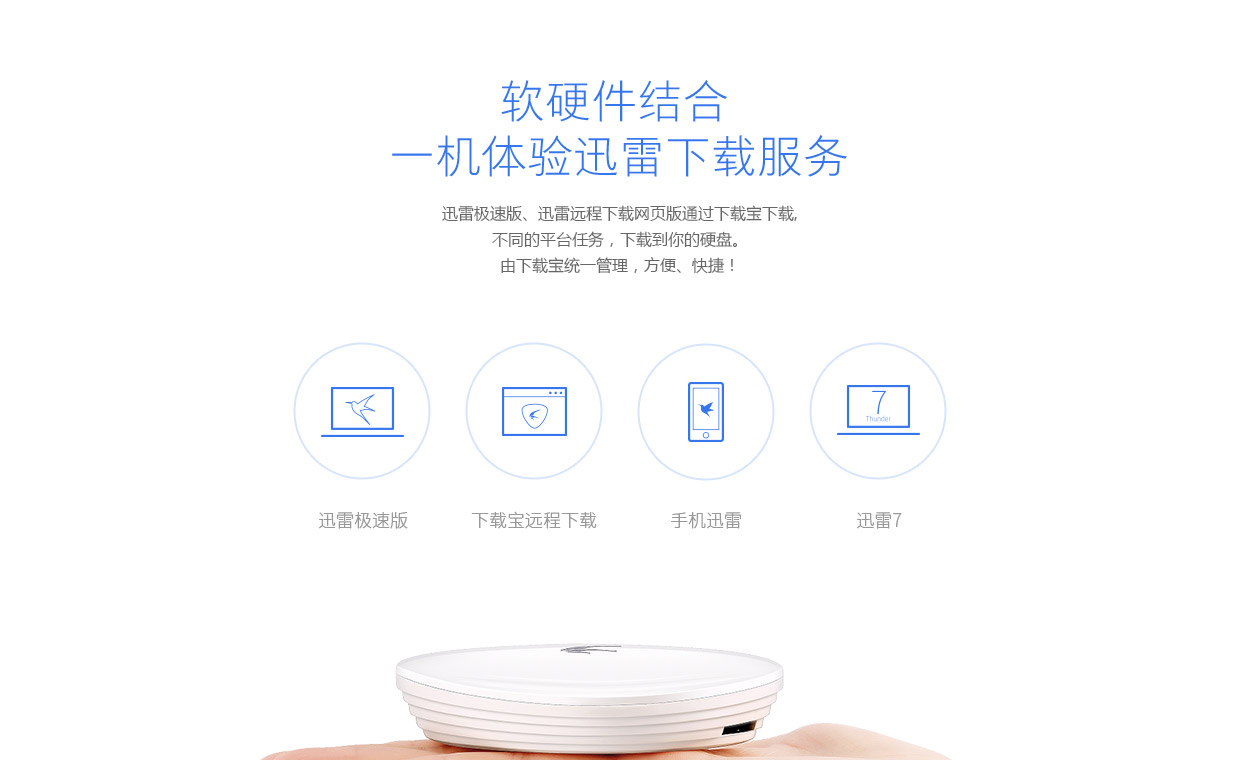 软硬件结合
一机体验迅雷下载服务
迅雷极速版、迅雷远程下载网页版通过下载宝下载,
不同的平台任务，下载到你的硬盘。
由下载宝统一管理，方便、快捷！
7
Thunder
迅雷极速版
下载宝远程下载
手机迅雷
迅雷7